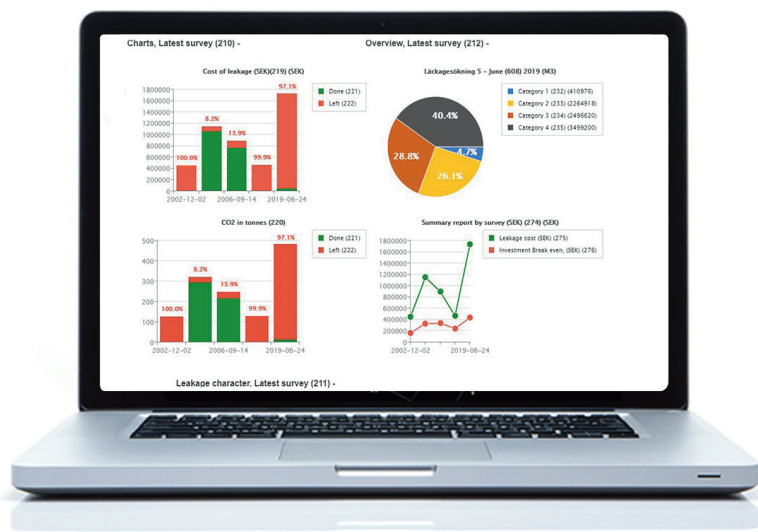 Charts, Latest survey (210) -
Overview, Latest survey (212) -
Cost of leakage (SEK)(219) (SEK)
1800000
1600000
1400000
1200000
1000000
800000
600000
400000
200000
0
100.0%
8.2%
13.9%
99.9%
97.1%
2002-12-02
2006-09-14
2019-06-24
Done (221)
Left (222)
Läckagesökning 5 - June (608) 2019 (M3)
40.4%
4.7%
28.8%
26.1%
Category 1 (232) (410976)
Category 2 (233) (2264918)
Category 3 (234) (2496620)
Category 4 (235) (3499200)
CO2 in tonnes (220)
500
400
300
200
100
0
100.0%
8.2%
13.9%
99.9%
97.1%
2002-12-02
2006-09-14
2019-06-24
Done (221)
Left (222)
Summary report by survey (SEK) (274) (SEK)
1800000
1600000
1400000
1200000
1000000
800000
600000
400000
200000
0
2002-12-02
2019-06-24
Leakage cost (SEK) (275)
Investment Break even, (SEK) (276)
Leakage character, Latest survey (211) -